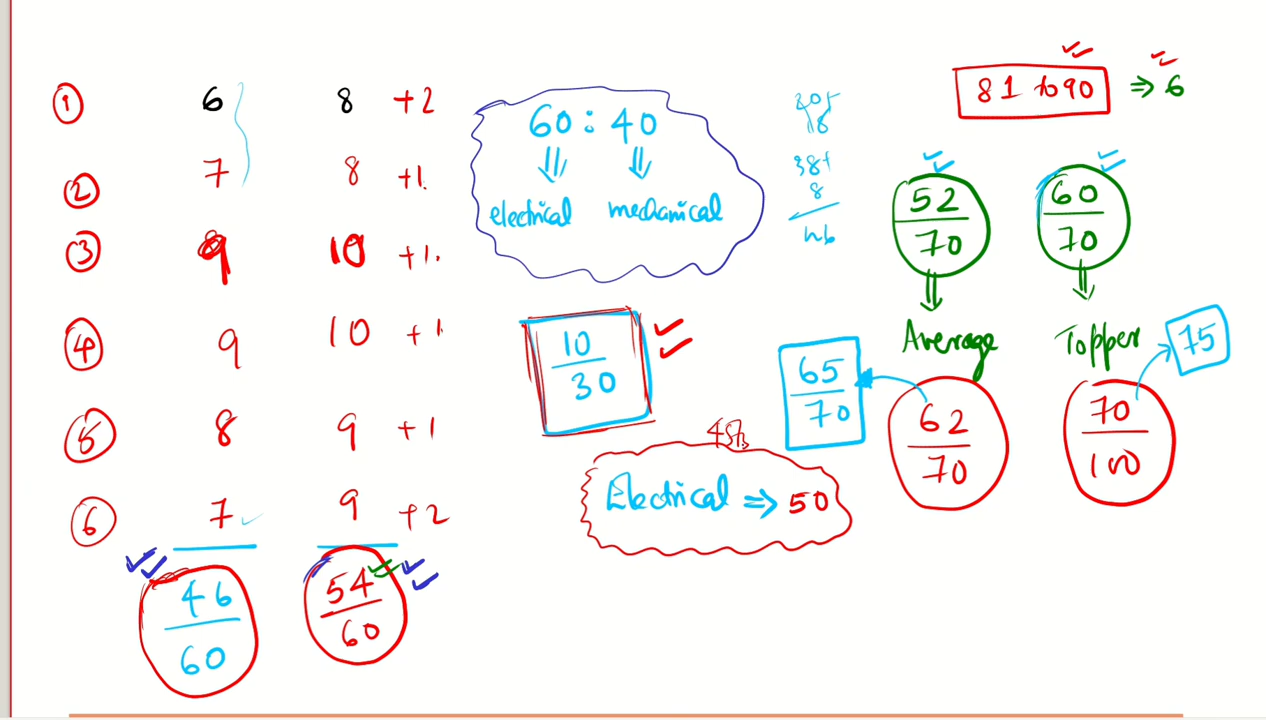 ① 6 8 +2
② 7 8 +1.
③ 9 10 +1.
④ 9 10 +1
⑤ 8 9 +1
⑥ 7 9 +2
46
60
54
60
60 : 40
electrical mechanical
10
30
Electrical ⇒ 50
38+
8
81 to 90 ⇒ 6
52
70
Average
60
70
Topper
75
65
70
62
70
70
100